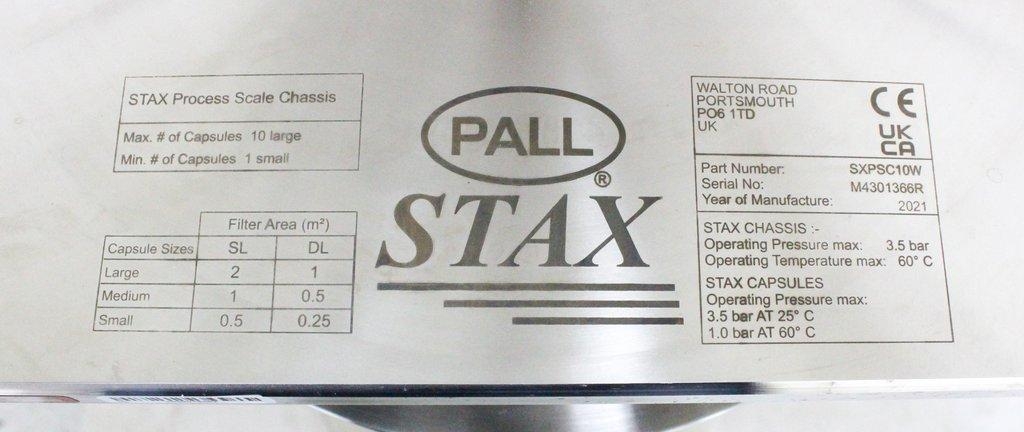 STAX Process Scale Chassis
Max. # of Capsules 10 large
Min. # of Capsules 1 small
Filter Area (m²)
Capsule Sizes SL DL
Large 2 1
Medium 1 0.5
Small 0.5 0.25
PALL
®
STAX
WALTON ROAD
PORTSMOUTH
PO6 1TD
UK
CE
UK
CA
Part Number: SXPSC10W
Serial No: M4301366R
Year of Manufacture: 2021
STAX CHASSIS :-
Operating Pressure max: 3.5 bar
Operating Temperature max: 60° C
STAX CAPSULES
Operating Pressure max:
3.5 bar AT 25° C
1.0 bar AT 60° C